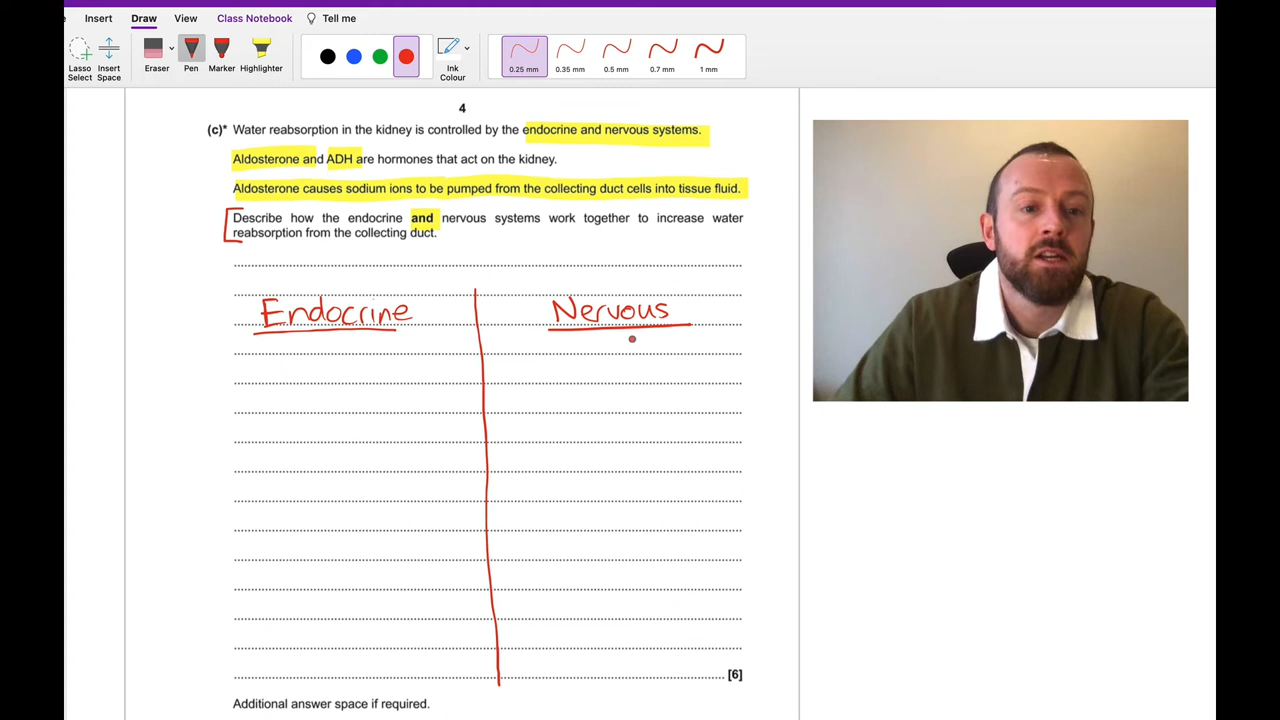 Insert Draw View Class Notebook Tell me
Lasso Select
Insert Space
Eraser
Pen
Marker
Highlighter
Ink Colour
0.25 mm
0.35 mm
0.5 mm
0.7 mm
1 mm
4
(c)* Water reabsorption in the kidney is controlled by the endocrine and nervous systems.
Aldosterone and ADH are hormones that act on the kidney.
Aldosterone causes sodium ions to be pumped from the collecting duct cells into tissue fluid.
Describe how the endocrine and nervous systems work together to increase water
reabsorption from the collecting duct.
Endocrine Nervous
[6]
Additional answer space if required.